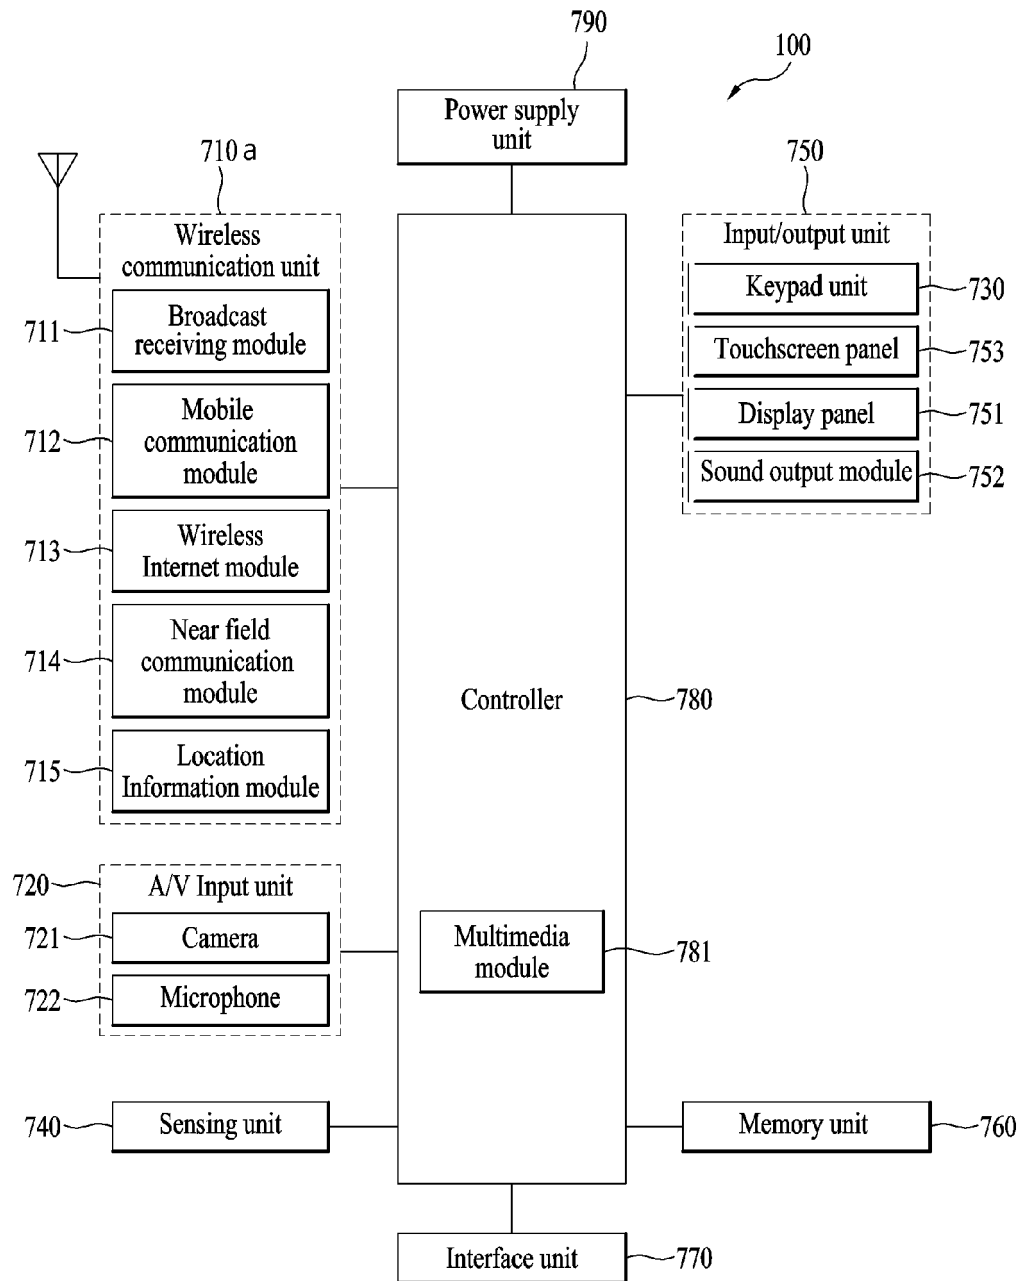 790
100
Power supply
unit
710a
750
Wireless
communication unit
711
Broadcast
receiving module
712
Mobile
communication
module
713
Wireless
Internet module
714
Near field
communication
module
715
Location
Information module
720
A/V Input unit
721
Camera
722
Microphone
740
Sensing unit
Controller
780
Multimedia
module
781
Input/output unit
Keypad unit
730
Touchscreen panel
753
Display panel
751
Sound output module
752
Memory unit
760
Interface unit
770